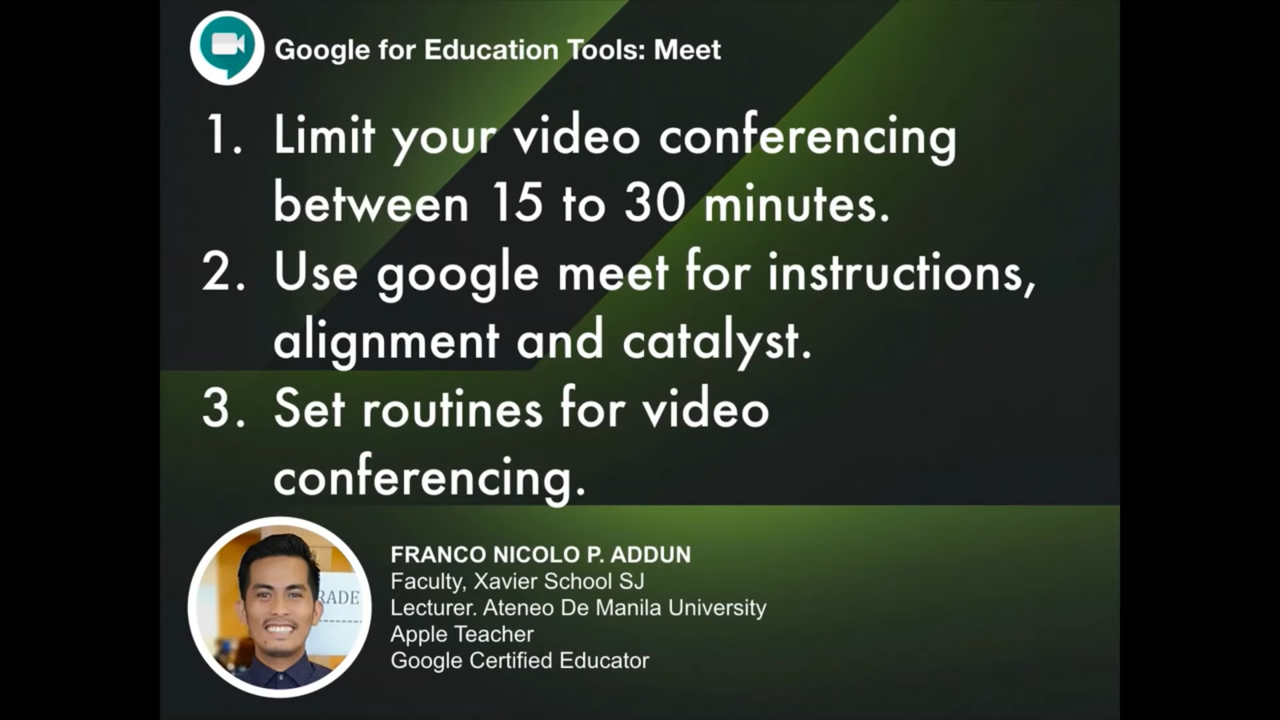 Google for Education Tools: Meet
1. Limit your video conferencing
between 15 to 30 minutes.
2. Use google meet for instructions,
alignment and catalyst.
3. Set routines for video
conferencing.
RADE
FRANCO NICOLO P. ADDUN
Faculty, Xavier School SJ
Lecturer. Ateneo De Manila University
Apple Teacher
Google Certified Educator